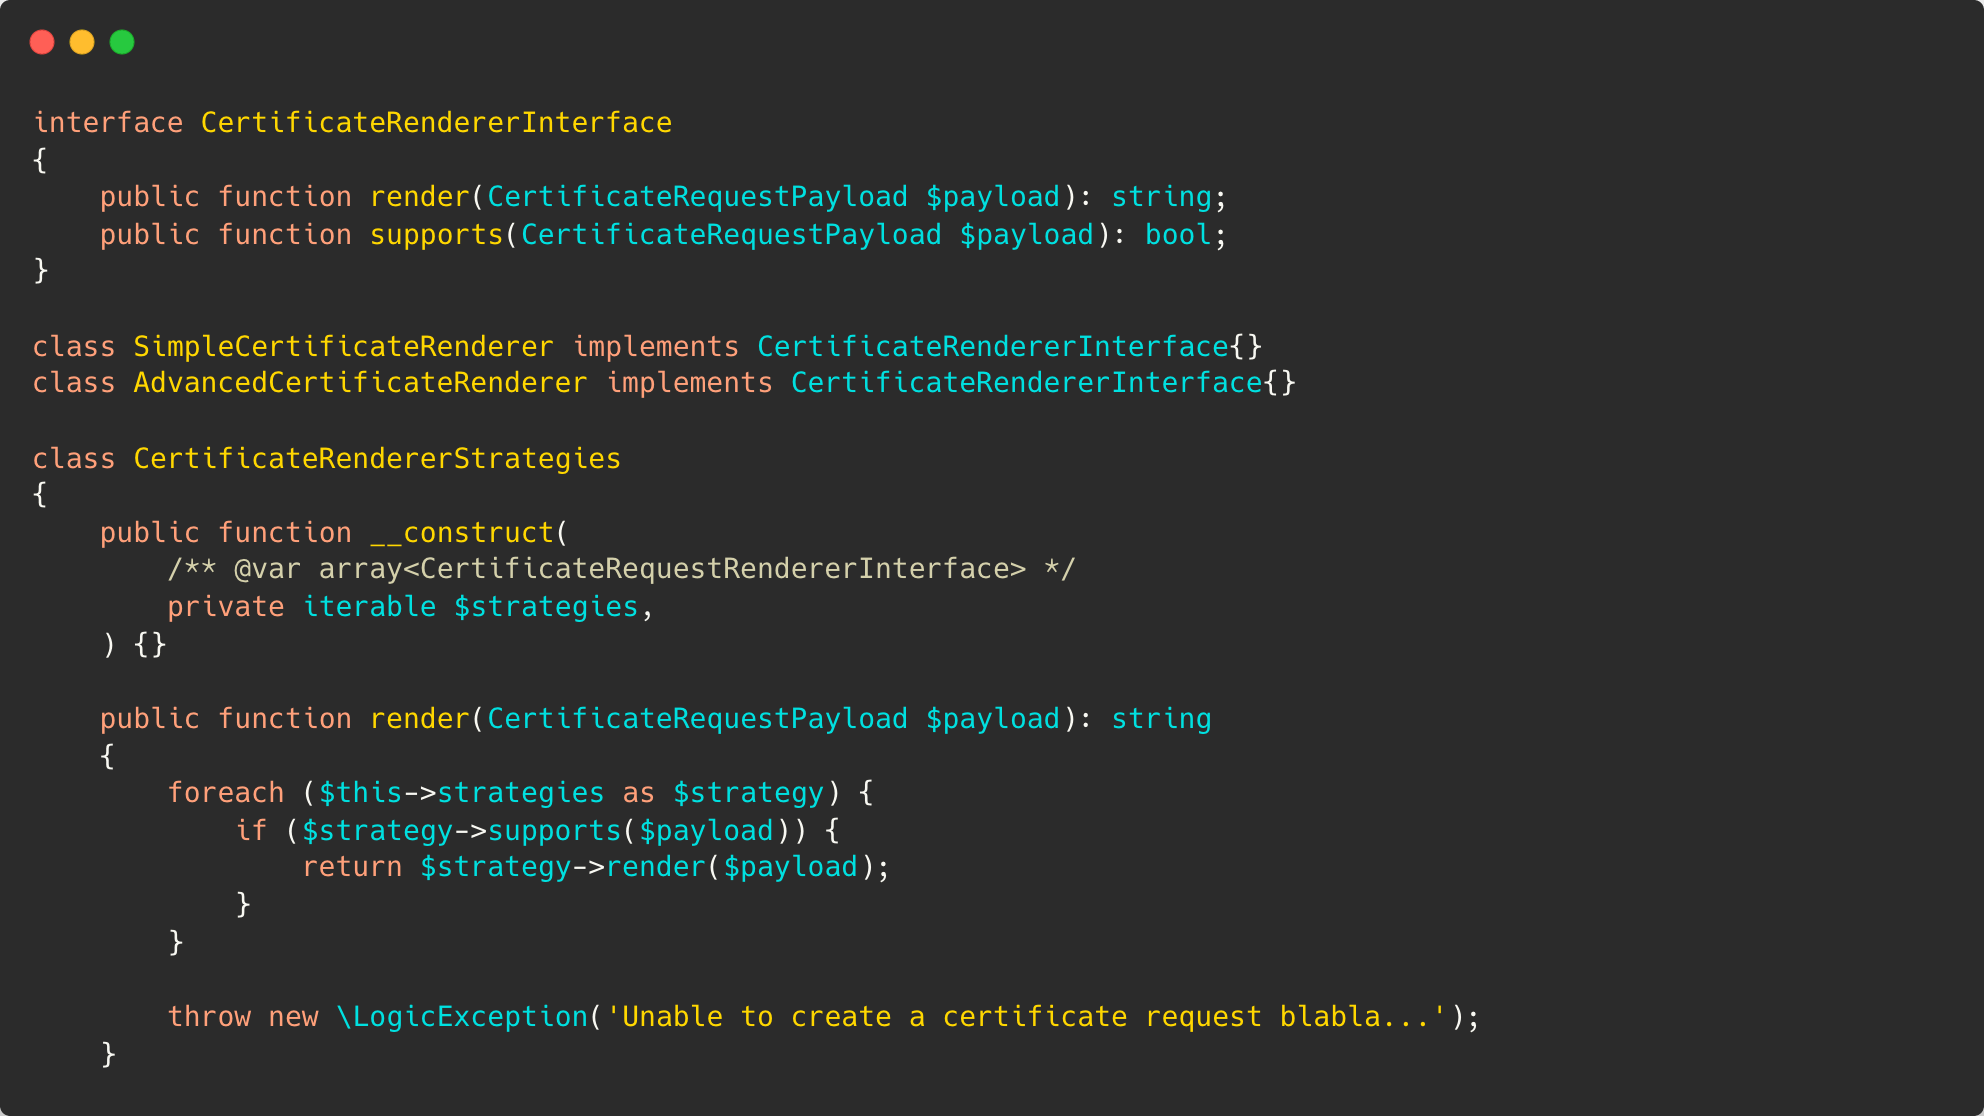 interface CertificateRendererInterface
{
    public function render(CertificateRequestPayload $payload): string;
    public function supports(CertificateRequestPayload $payload): bool;
}

class SimpleCertificateRenderer implements CertificateRendererInterface{}
class AdvancedCertificateRenderer implements CertificateRendererInterface{}

class CertificateRendererStrategies
{
    public function __construct(
        /** @var array<CertificateRequestRendererInterface> */
        private iterable $strategies,
    ) {}

    public function render(CertificateRequestPayload $payload): string
    {
        foreach ($this->strategies as $strategy) {
            if ($strategy->supports($payload)) {
                return $strategy->render($payload);
            }
        }

        throw new \LogicException('Unable to create a certificate request blabla...');
    }